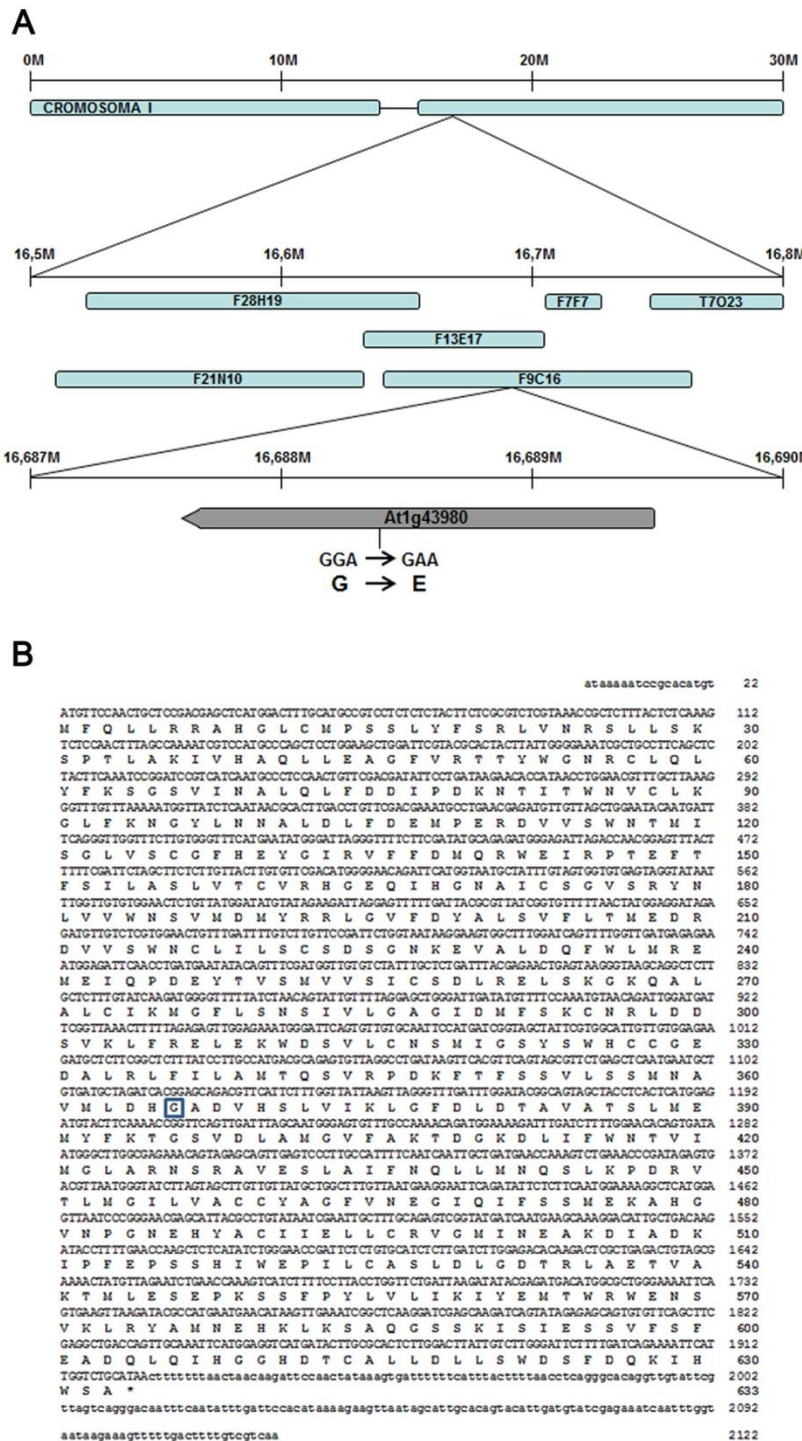 A
0M 10M 20M 30M
CROMOSOMA I
16,5M 16,6M 16,7M 16,8M
F28H19 F7F7 T7O23
F13E17
F21N10 F9C16
16,687M 16,688M 16,689M 16,690M
At1g43980
GGA → GAA
G → E
B
ataaaaatccgcacatgt 22
ATGTTCCAACTGCTCCGACGAGCTCATGGACTTTGCATGCCGTCCTCTCTCTACTTCTCGCGTCTCGTAAACCGCTCTTTACTCTCAAAG 112
M F Q L L R R A H G L C M P S S L Y F S R L V N R S L L S K 30
TCTCCAACTTTAGCCAAAATCGTCCATGCCCAGCTCCTGGAAGCTGGATTCGTACGCACTACTTATTGGGGAAATCGCTGCCTTCAGCTC 202
S P T L A K I V H A Q L L E A G F V R T T Y W G N R C L Q L 60
TACTTCAAATCCGGATCCGTCATCAATGCCCTCCAACTGTTCGACGATATTCCTGATAAGAACACCATAACCTGGAACGTTTGCTTAAAG 292
Y F K S G S V I N A L Q L F D D I P D K N T I T W N V C L K 90
GGTTTGTTTAAAAATGGTTATCTCAATAACGCACTTGACCTGTTCGACGAAATGCCTGAACGAGATGTTGTTAGCTGGAATACAATGATT 382
G L F K N G Y L N N A L D L F D E M P E R D V V S W N T M I 120
TCAGGGTTGGTTTCTTGTGGGTTTCATGAATATGGGATTAGGGTTTTCTTCGATATGCAGAGATGGGAGATTAGACCAACGGAGTTTACT 472
S G L V S C G F H E Y G I R V F F D M Q R W E I R P T E F T 150
TTTTCGATTCTAGCTTCTCTTGTTACTTGTGTTCGACATGGGGAACAGATTCATGGTAATGCTATTTGTAGTGGTGTGAGTAGGTATAAT 562
F S I L A S L V T C V R H G E Q I H G N A I C S G V S R Y N 180
TTGGTTGTGTGGAACTCTGTTATGGATATGTATAGAAGATTAGGAGTTTTTGATTACGCGTTATCGGTGTTTTTAACTATGGAGGATAGA 652
L V V W N S V M D M Y R R L G V F D Y A L S V F L T M E D R 210
GATGTTGTCTCGTGGAACTGTTTGATTTTGTCTTGTTCCGATTCTGGTAATAAGGAAGTGGCTTTGGATCAGTTTTGGTTGATGAGAGAA 742
D V V S W N C L I L S C S D S G N K E V A L D Q F W L M R E 240
ATGGAGATTCAACCTGATGAATATACAGTTTCGATGGTTGTGTCTATTTGCTCTGATTTACGAGAACTGAGTAAGGGTAAGCAGGCTCTT 832
M E I Q P D E Y T V S M V V S I C S D L R E L S K G K Q A L 270
GCTCTTTGTATCAAGATGGGGTTTTTATCTAACAGTATTGTTTTAGGAGCTGGGATTGATATGTTTTCCAAATGTAACAGATTGGATGAT 922
A L C I K M G F L S N S I V L G A G I D M F S K C N R L D D 300
TCGGTTAAACTTTTTAGAGAGTTGGAGAAATGGGATTCAGTGTTGTGCAATTCCATGATCGGTAGCTATTCGTGGCATTGTTGTGGAGAA 1012
S V K L F R E L E K W D S V L C N S M I G S Y S W H C C G E 330
GATGCTCTTCGGCTCTTTATCCTTGCCATGACGCAGAGTGTTAGGCCTGATAAGTTCACGTTCAGTAGCGTTCTGAGCTCAATGAATGCT 1102
D A L R L F I L A M T Q S V R P D K F T F S S V L S S M N A 360
GTGATGCTAGATCACGGAGCAGACGTTCATTCTTTGGTTATTAAGTTAGGGTTTGATTTGGATACGGCAGTAGCTACCTCACTCATGGAG 1192
V M L D H G A D V H S L V I K L G F D L D T A V A T S L M E 390
ATGTACTTCAAAACCGGTTCAGTTGATTTAGCAATGGGAGTGTTTGCCAAAACAGATGGAAAAGATTTGATCTTTTGGAACACAGTGATA 1282
M Y F K T G S V D L A M G V F A K T D G K D L I F W N T V I 420
ATGGGCTTGGCGAGAAACAGTAGAGCAGTTGAGTCCCTTGCCATTTTCAATCAATTGCTGATGAACCAAAGTCTGAAACCCGATAGAGTG 1372
M G L A R N S R A V E S L A I F N Q L L M N Q S L K P D R V 450
ACGTTAATGGGTATCTTAGTAGCTTGTTGTTATGCTGGCTTTGTTAATGAAGGAATTCAGATATTCTCTTCAATGGAAAAGGCTCATGGA 1462
T L M G I L V A C C Y A G F V N E G I Q I F S S M E K A H G 480
GTTAATCCCGGGAACGAGCATTACGCCTGTATAATCGAATTGCTTTGCAGAGTCGGTATGATCAATGAAGCAAAGGACATTGCTGACAAG 1552
V N P G N E H Y A C I I E L L C R V G M I N E A K D I A D K 510
ATACCTTTTGAACCAAGCTCTCATATCTGGGAACCGATTCTCTGTGCATCTCTTGATCTTGGAGACACAAGACTCGCTGAGACTGTAGCG 1642
I P F E P S S H I W E P I L C A S L D L G D T R L A E T V A 540
AAAACTATGTTAGAATCTGAACCAAAGTCATCTTTTCCTTACCTGGTTCTGATTAAGATATACGAGATGACATGGCGCTGGGAAAATTCA 1732
K T M L E S E P K S S F P Y L V L I K I Y E M T W R W E N S 570
GTGAAGTTAAGATACGCCATGAATGAACATAAGTTGAAATCGGCTCAAGGATCGAGCAAGATCAGTATAGAGAGCAGTGTGTTCAGCTTC 1822
V K L R Y A M N E H K L K S A Q G S S K I S I E S S V F S F 600
GAGGCTGACCAGTTGCAAATTCATGGAGGTCATGATACTTGCGCACTCTTGGACTTATTGTCTTGGGATTCTTTTGATCAGAAAATTCAT 1912
E A D Q L Q I H G G H D T C A L L D L L S W D S F D Q K I H 630
TGGTCTGCATAActtttttttaactaacaagattccaactataaagtgattttttcatttacttttaacctcagggcacaggttgtattcg 2002
W S A * 633
ttagtcagggacaatttcaatatttgattccacataaaagaagttaatagcattgcacagtacattgatgtatcgagaaatcaatttggt 2092
aataagaaagtttttgacttttgtcgtcaa 2122